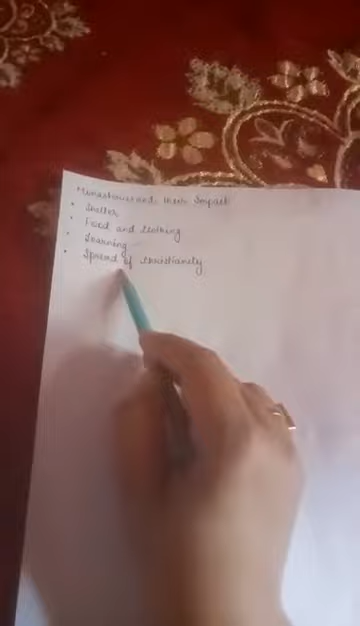 Monasteries and their Impact
• Shelter
• Food and clothing
• Learning
• Spread of christianity